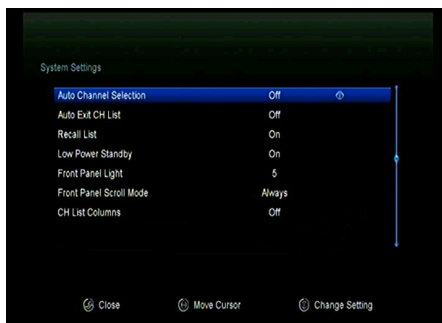 System Settings
Auto Channel Selection Off
Auto Exit CH List Off
Recall List On
Low Power Standby On
Front Panel Light 5
Front Panel Scroll Mode Always
CH List Columns Off
Close Move Cursor Change Setting